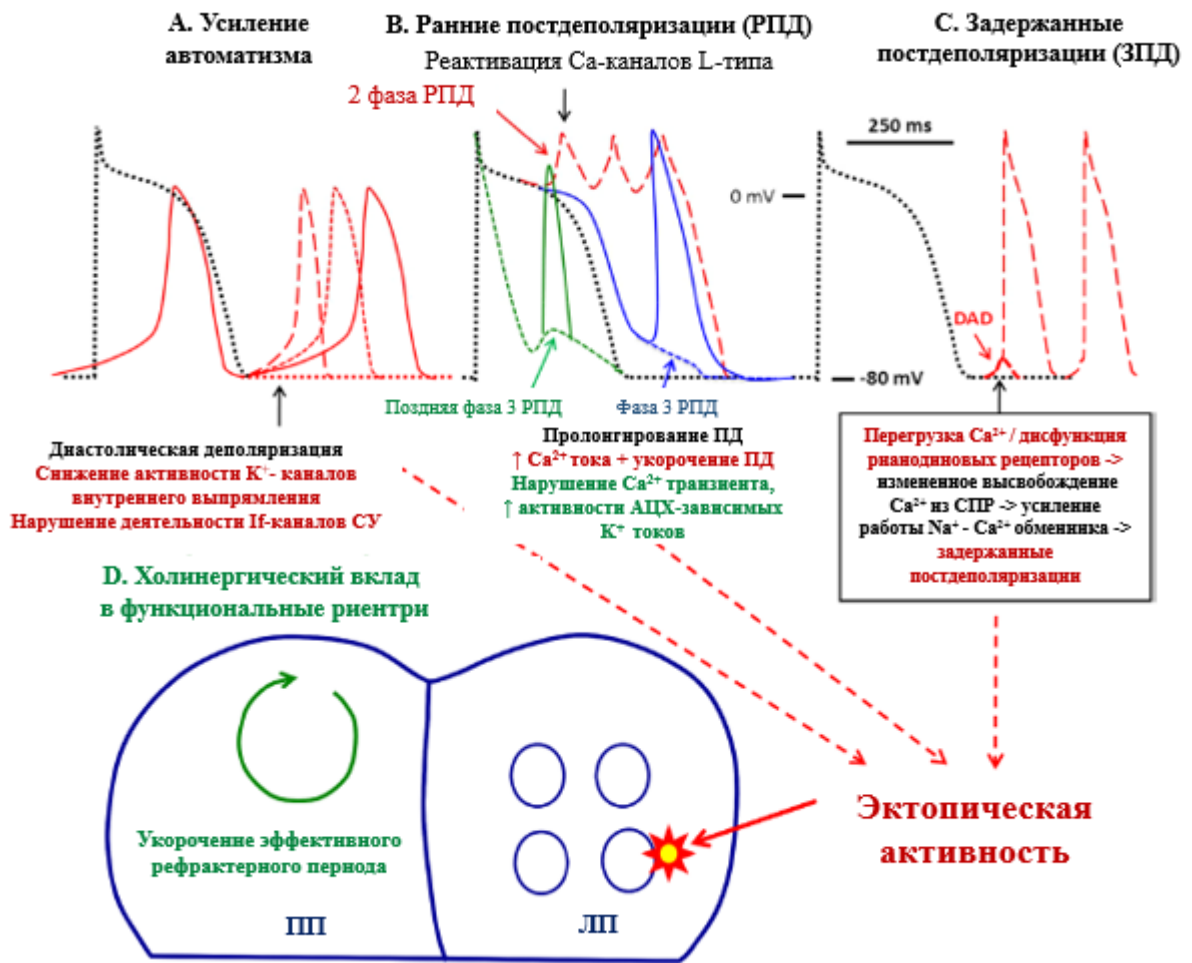 А. Усиление
автоматизма
В. Ранние постдеполяризации (РПД)
Реактивация Са-каналов L-типа
2 фаза РПД
С. Задержанные
постдеполяризации (ЗПД)
250 ms
0 mV
DAD
-80 mV
Поздняя фаза 3 РПД
Фаза 3 РПД
Диастолическая деполяризация
Снижение активности К⁺- каналов
внутреннего выпрямления
Нарушение деятельности If-каналов СУ
Пролонгирование ПД
↑ Ca²⁺ тока + укорочение ПД
Нарушение Ca²⁺ транзиента,
↑ активности АЦХ-зависимых
К⁺ токов
Перегрузка Ca²⁺ / дисфункция
рианодиновых рецепторов ->
измененное высвобождение
Ca²⁺ из СПР -> усиление
работы Na⁺ - Ca²⁺ обменника ->
задержанные
постдеполяризации
D. Холинергический вклад
в функциональные риентри
Укорочение эффективного
рефрактерного периода
ПП
ЛП
Эктопическая
активность